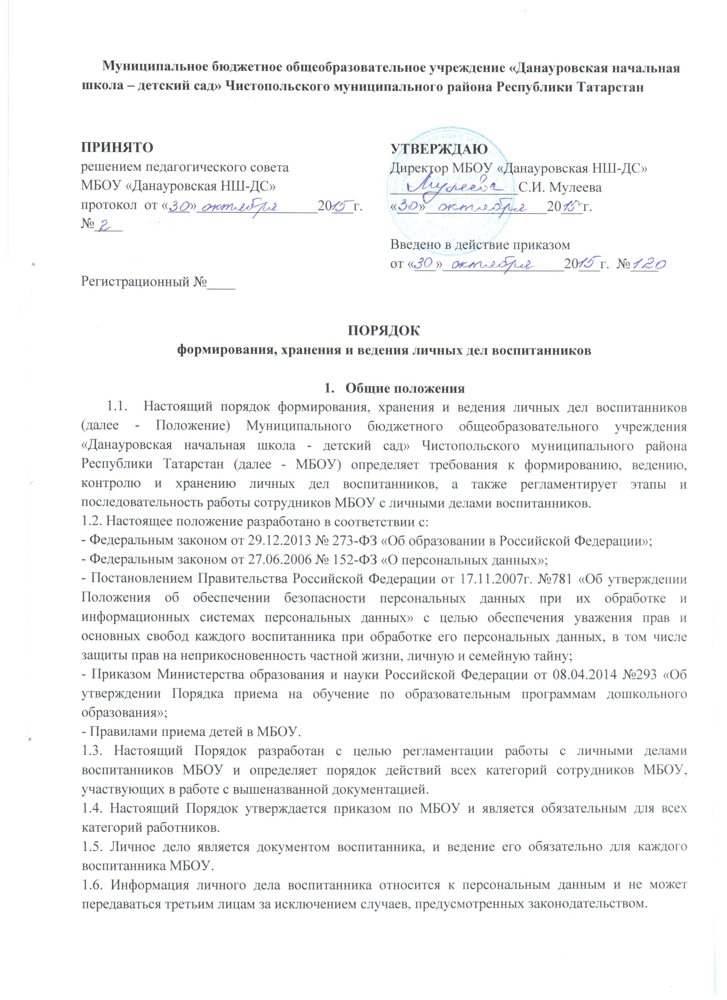 Муниципальное бюджетное общеобразовательное учреждение «Данауровская начальная
школа – детский сад» Чистопольского муниципального района Республики Татарстан
ПРИНЯТО
решением педагогического совета
МБОУ «Данауровская НШ-ДС»
протокол от «30» октября 2015 г.
№ 2
Регистрационный №____
УТВЕРЖДАЮ
Директор МБОУ «Данауровская НШ-ДС»
Мулеева С.И. Мулеева
«30» октября 2015 г.
Введено в действие приказом
от «30» октября 2015 г. № 120
ПОРЯДОК
формирования, хранения и ведения личных дел воспитанников
1. Общие положения
1.1. Настоящий порядок формирования, хранения и ведения личных дел воспитанников
(далее - Положение) Муниципального бюджетного общеобразовательного учреждения
«Данауровская начальная школа - детский сад» Чистопольского муниципального района
Республики Татарстан (далее - МБОУ) определяет требования к формированию, ведению,
контролю и хранению личных дел воспитанников, а также регламентирует этапы и
последовательность работы сотрудников МБОУ с личными делами воспитанников.
1.2. Настоящее положение разработано в соответствии с:
- Федеральным законом от 29.12.2013 № 273-ФЗ «Об образовании в Российской Федерации»;
- Федеральным законом от 27.06.2006 № 152-ФЗ «О персональных данных»;
- Постановлением Правительства Российской Федерации от 17.11.2007г. №781 «Об утверждении
Положения об обеспечении безопасности персональных данных при их обработке и
информационных системах персональных данных» с целью обеспечения уважения прав и
основных свобод каждого воспитанника при обработке его персональных данных, в том числе
защиты прав на неприкосновенность частной жизни, личную и семейную тайну;
- Приказом Министерства образования и науки Российской Федерации от 08.04.2014 №293 «Об
утверждении Порядка приема на обучение по образовательным программам дошкольного
образования»;
- Правилами приема детей в МБОУ.
1.3. Настоящий Порядок разработан с целью регламентации работы с личными делами
воспитанников МБОУ и определяет порядок действий всех категорий сотрудников МБОУ,
участвующих в работе с вышеназванной документацией.
1.4. Настоящий Порядок утверждается приказом по МБОУ и является обязательным для всех
категорий работников.
1.5. Личное дело является документом воспитанника, и ведение его обязательно для каждого
воспитанника МБОУ.
1.6. Информация личного дела воспитанника относится к персональным данным и не может
передаваться третьим лицам за исключением случаев, предусмотренных законодательством.